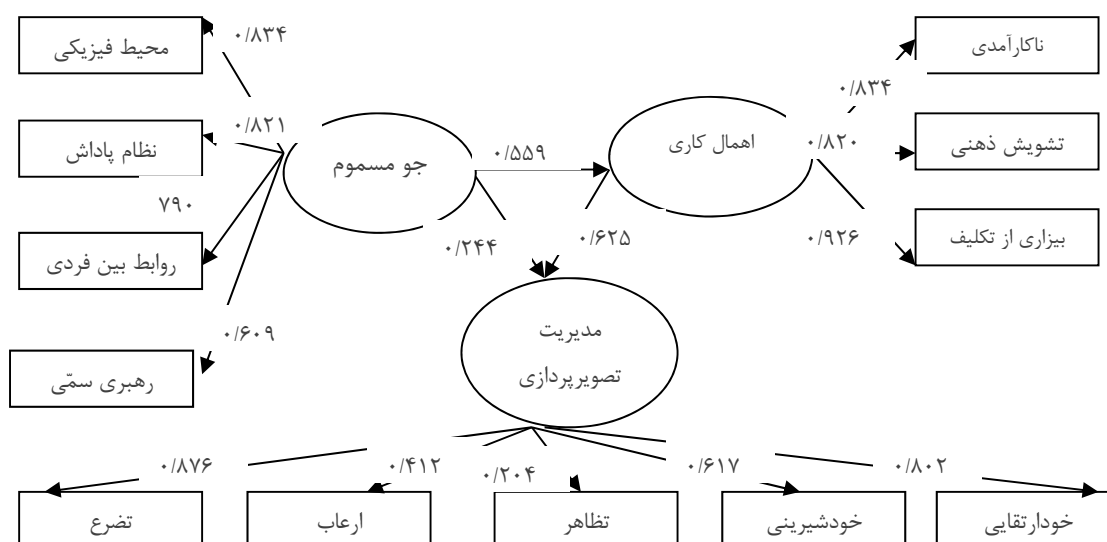 محیط فیزیکی
۰/۸۳۴
ناکارآمدی
۰/۸۳۴
نظام پاداش
۰/۸۲۱
جو مسموم
۰/۵۵۹
اهمال کاری
۰/۸۲۰
تشویش ذهنی
۷۹۰
روابط بین فردی
۰/۲۴۴
۰/۶۲۵
۰/۹۲۶
بیزاری از تکلیف
۰/۶۰۹
رهبری سمّی
مدیریت
تصویرپردازی
۰/۸۷۶
۰/۴۱۲
۰/۲۰۴
۰/۶۱۷
۰/۸۰۲
تضرع
ارعاب
تظاهر
خودشیرینی
خودارتقایی